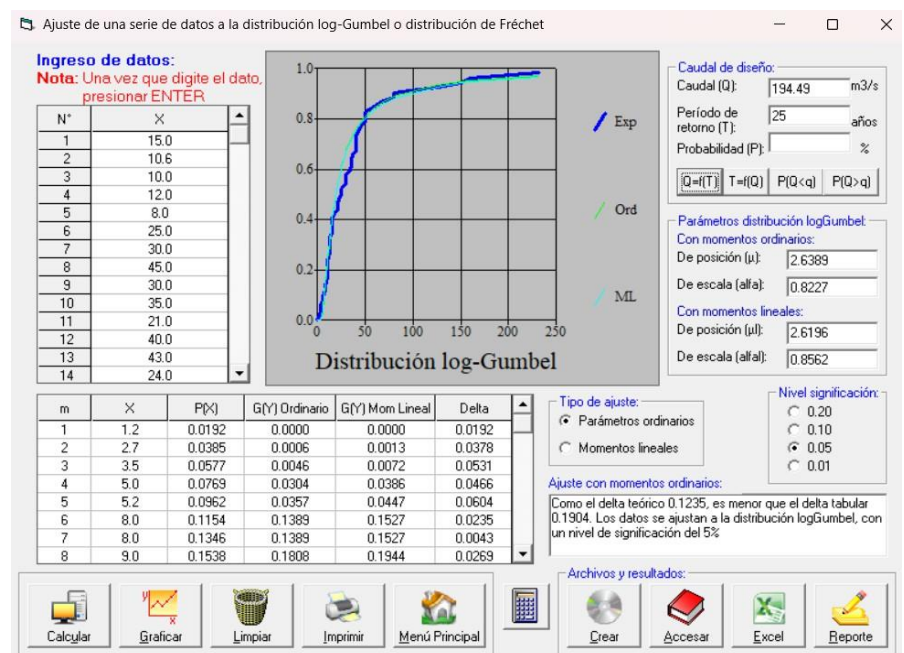 Ajuste de una serie de datos a la distribución log-Gumbel o distribución de Fréchet
Ingreso de datos:
Nota: Una vez que digite el dato,
presionar ENTER
N° X
1 15.0
2 10.6
3 10.0
4 12.0
5 8.0
6 25.0
7 30.0
8 45.0
9 30.0
10 35.0
11 21.0
12 40.0
13 43.0
14 24.0
1.0
0.8
0.6
0.4
0.2
0.0
0 50 100 150 200 250
Exp
Ord
ML
Distribución log-Gumbel
Caudal de diseño:
Caudal (Q): 194.49 m3/s
Período de
retorno (T): 25 años
Probabilidad (P): %
Q=f(T) T=f(Q) P(Q<q) P(Q>q)
Parámetros distribución logGumbel:
Con momentos ordinarios:
De posición (µ): 2.6389
De escala (alfa): 0.8227
Con momentos lineales:
De posición (µl): 2.6196
De escala (alfal): 0.8562
m X P(X) G(Y) Ordinario G(Y) Mom Lineal Delta
1 1.2 0.0192 0.0000 0.0000 0.0192
2 2.7 0.0385 0.0006 0.0013 0.0378
3 3.5 0.0577 0.0046 0.0072 0.0531
4 5.0 0.0769 0.0304 0.0386 0.0466
5 5.2 0.0962 0.0357 0.0447 0.0604
6 8.0 0.1154 0.1389 0.1527 0.0235
7 8.0 0.1346 0.1389 0.1527 0.0043
8 9.0 0.1538 0.1808 0.1944 0.0269
Tipo de ajuste:
Parámetros ordinarios
Momentos lineales
Nivel significación:
0.20
0.10
0.05
0.01
Ajuste con momentos ordinarios:
Como el delta teórico 0.1235, es menor que el delta tabular
0.1904. Los datos se ajustan a la distribución logGumbel, con
un nivel de significación del 5%
Calcular Graficar Limpiar Imprimir Menú Principal
Archivos y resultados:
Crear Accesar Excel Reporte